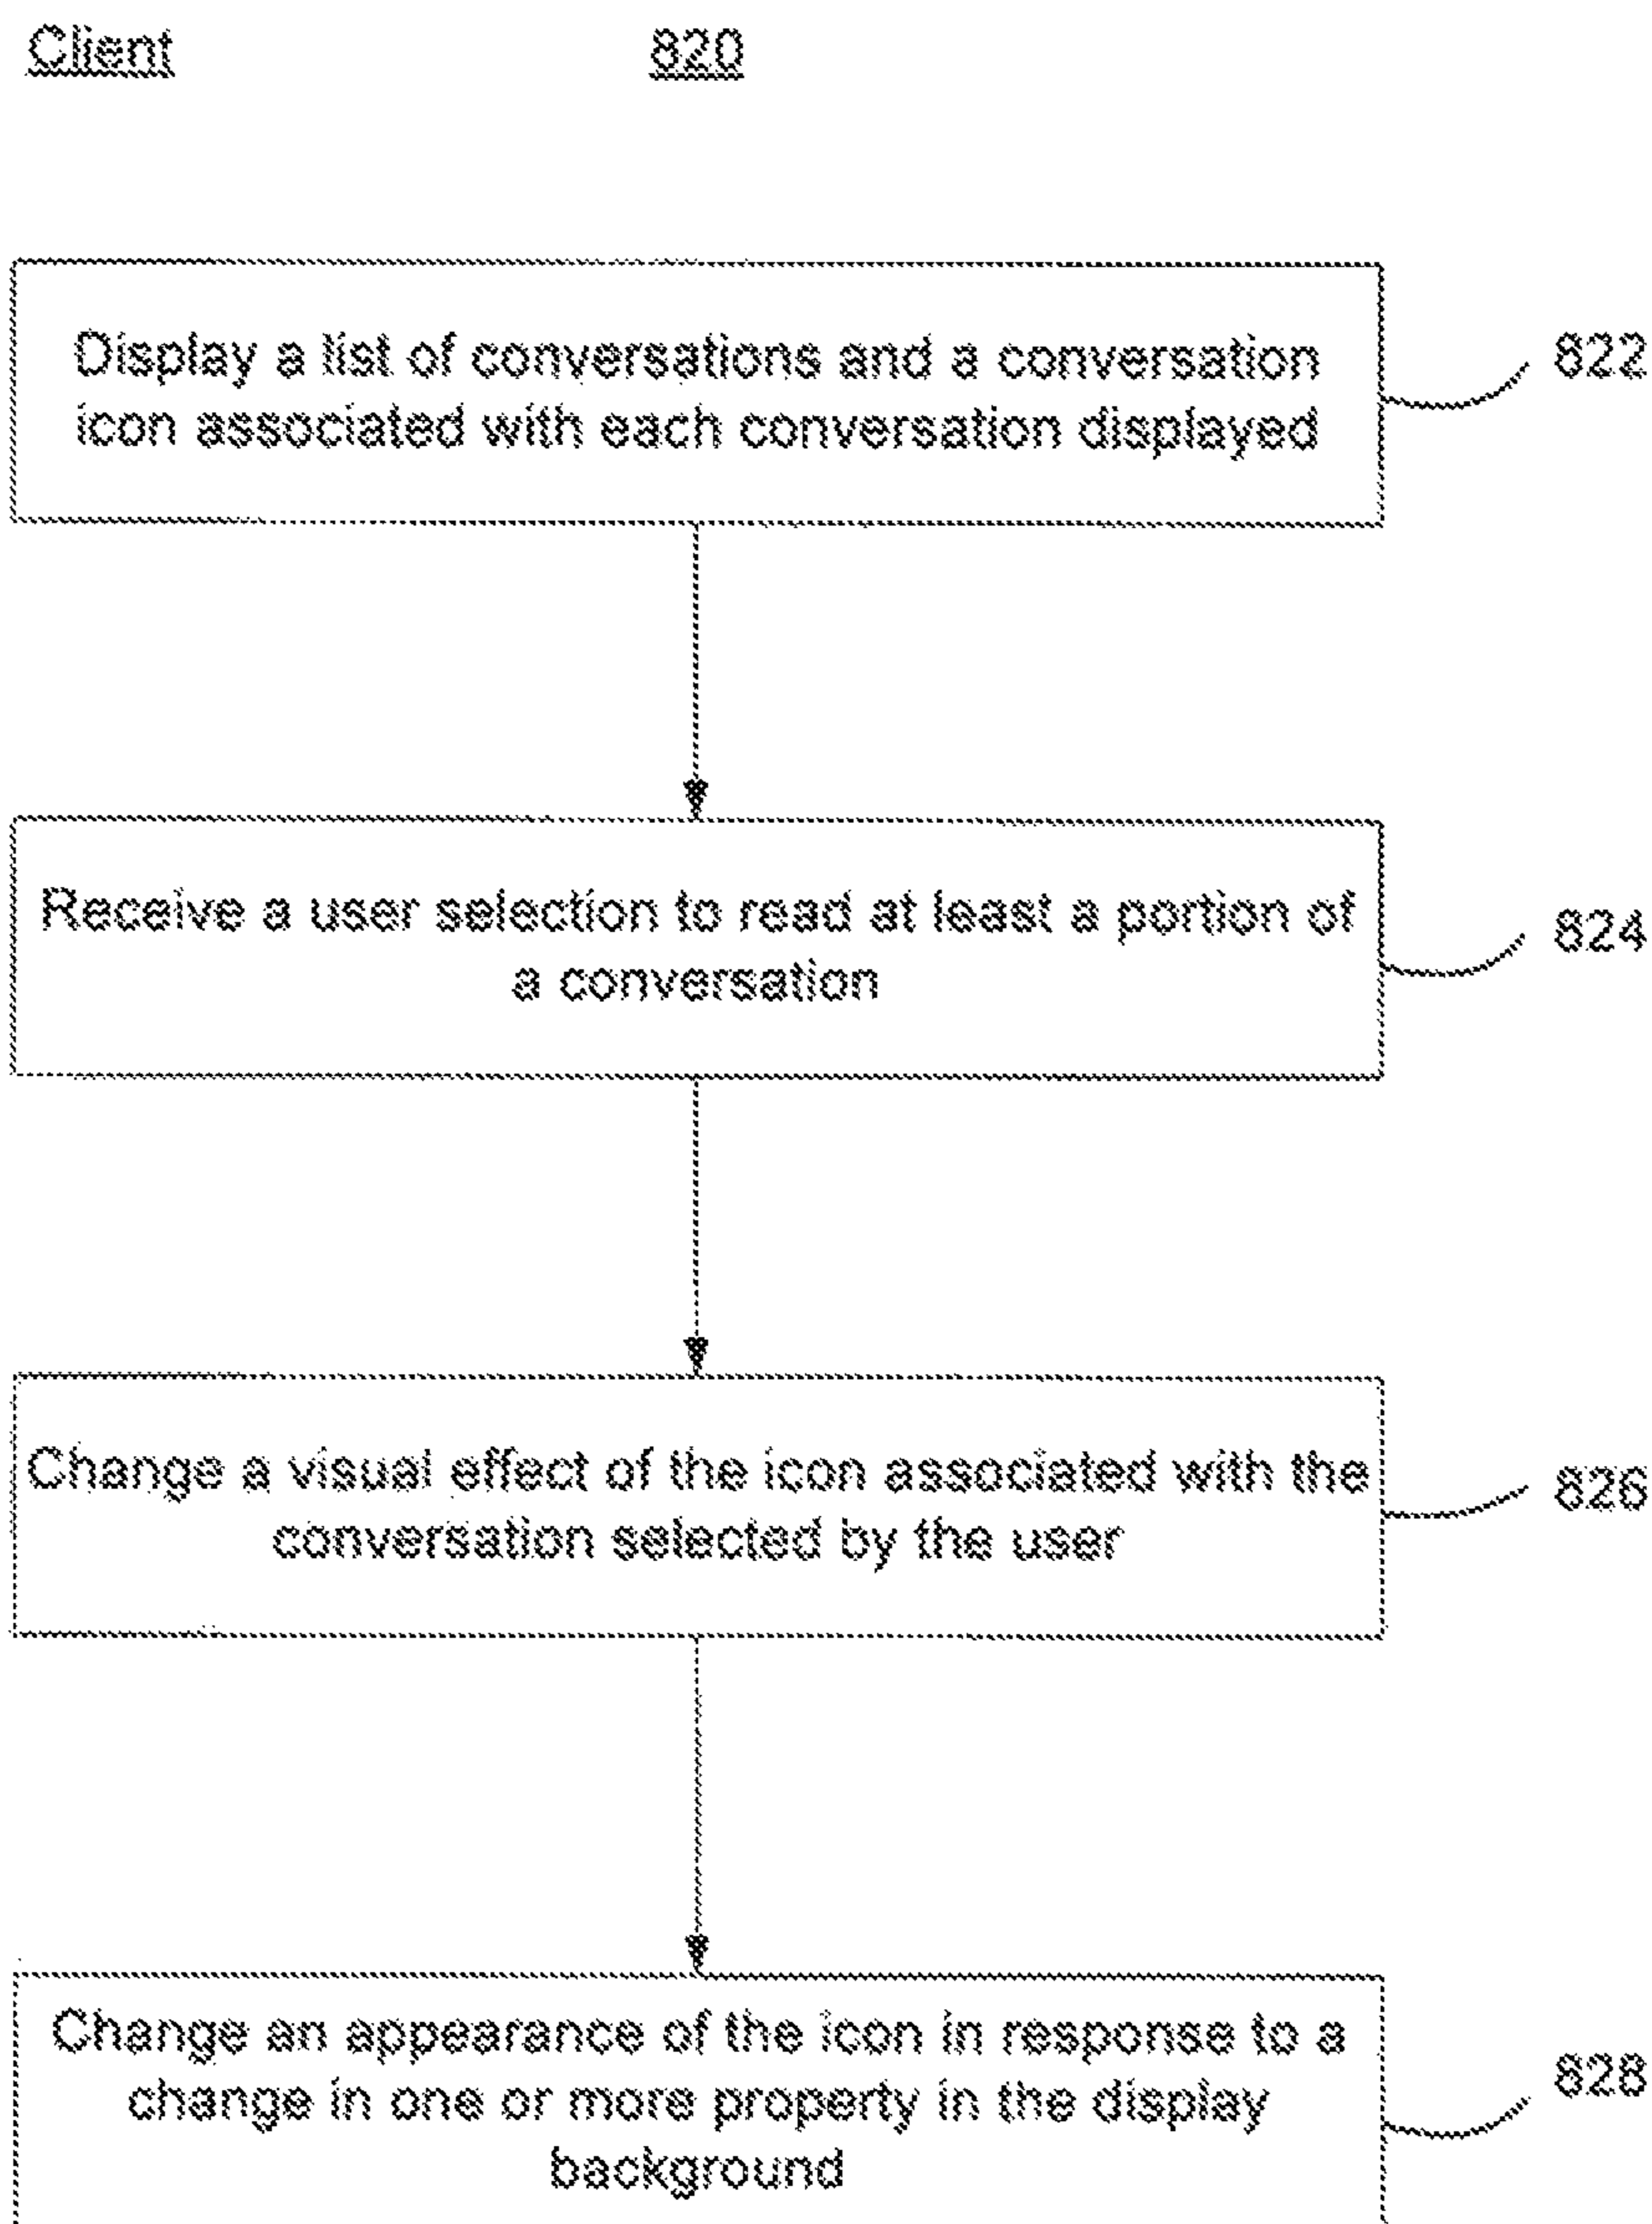 Client
820
Display a list of conversations and a conversation
icon associated with each conversation displayed
822
Receive a user selection to read at least a portion of
a conversation
824
Change a visual effect of the icon associated with the
conversation selected by the user
826
Change an appearance of the icon in response to a
change in one or more property in the display
background
828